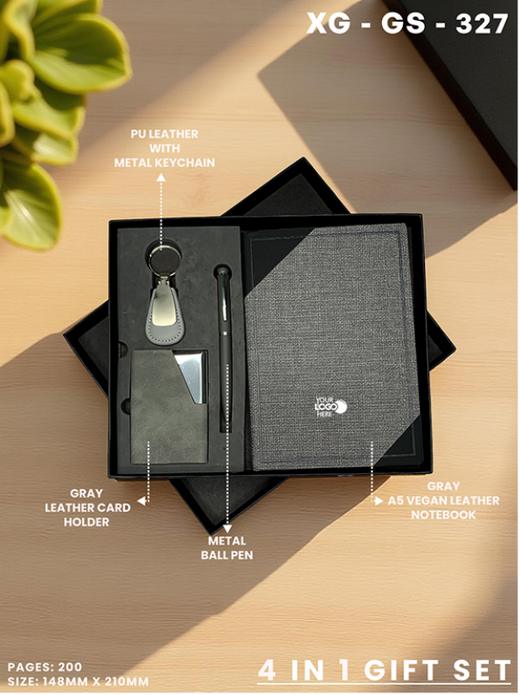 XG - GS - 327
PU LEATHER
WITH
METAL KEYCHAIN
YOUR
LOGO
HERE
GRAY
LEATHER CARD
HOLDER
GRAY
A5 VEGAN LEATHER
NOTEBOOK
METAL
BALL PEN
PAGES: 200
SIZE: 148MM X 210MM
4 IN 1 GIFT SET